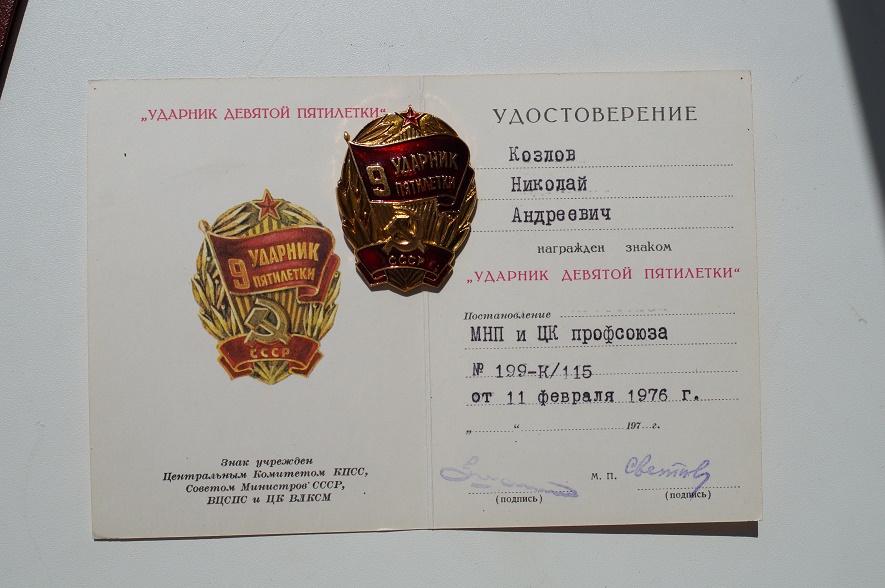 „УДАРНИК ДЕВЯТОЙ ПЯТИЛЕТКИ“
9 УДАРНИК
ПЯТИЛЕТКИ
СССР
Знак учрежден
Центральным Комитетом КПСС,
Советом Министров СССР,
ВЦСПС и ЦК ВЛКСМ
9 УДАРНИК
ПЯТИЛЕТКИ
СССР
УДОСТОВЕРЕНИЕ
Козлов
Николай
Андреевич
награжден знаком
„УДАРНИК ДЕВЯТОЙ ПЯТИЛЕТКИ“
Постановление
МНП и ЦК профсоюза
№ 199-К/115
от 11 февраля 1976 г.
„ “ 197 г.
М. П. Светлов
(подпись) (подпись)